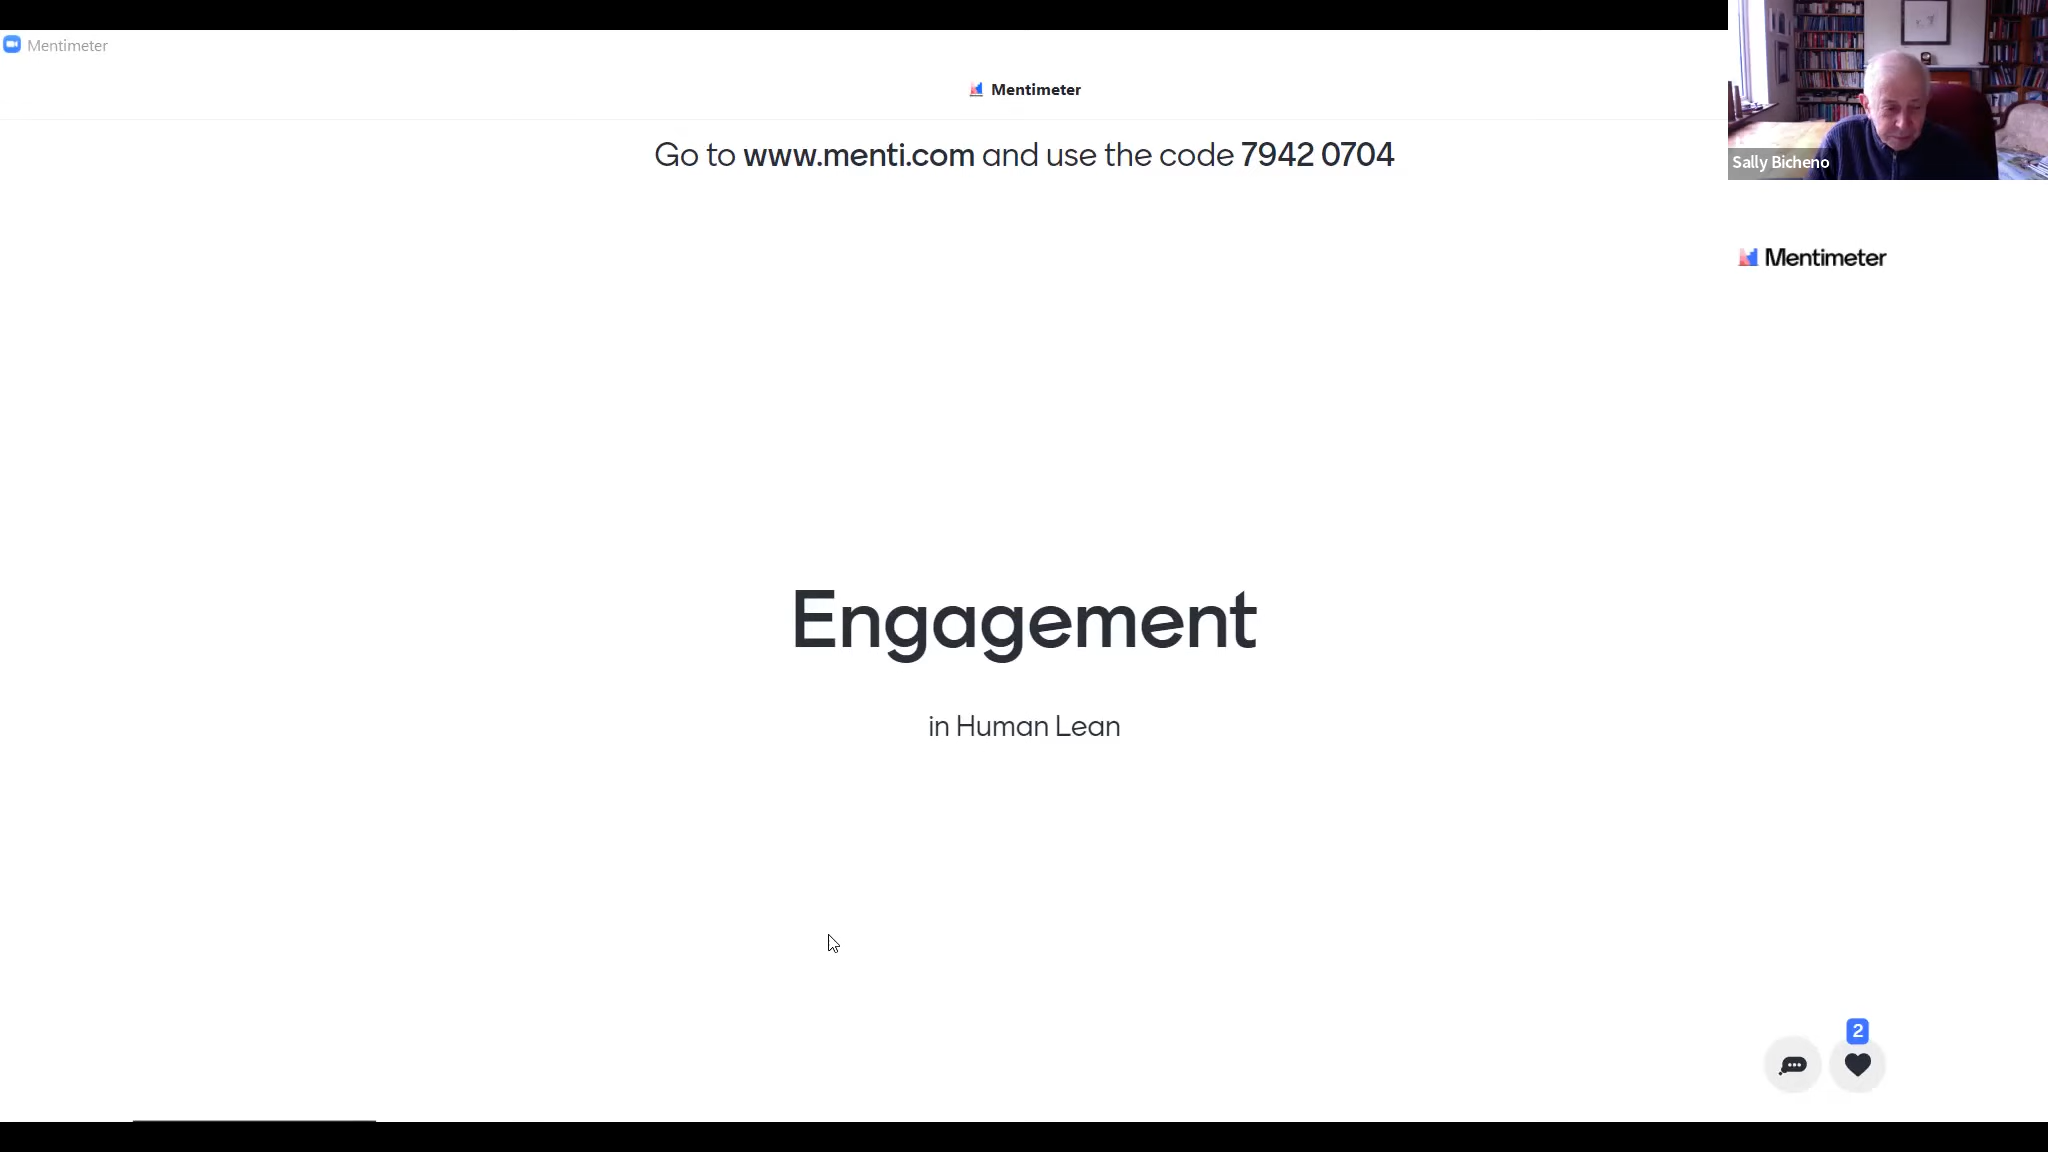 Mentimeter
Mentimeter
Go to www.menti.com and use the code 7942 0704
Sally Bicheno
Mentimeter
Engagement
in Human Lean
2